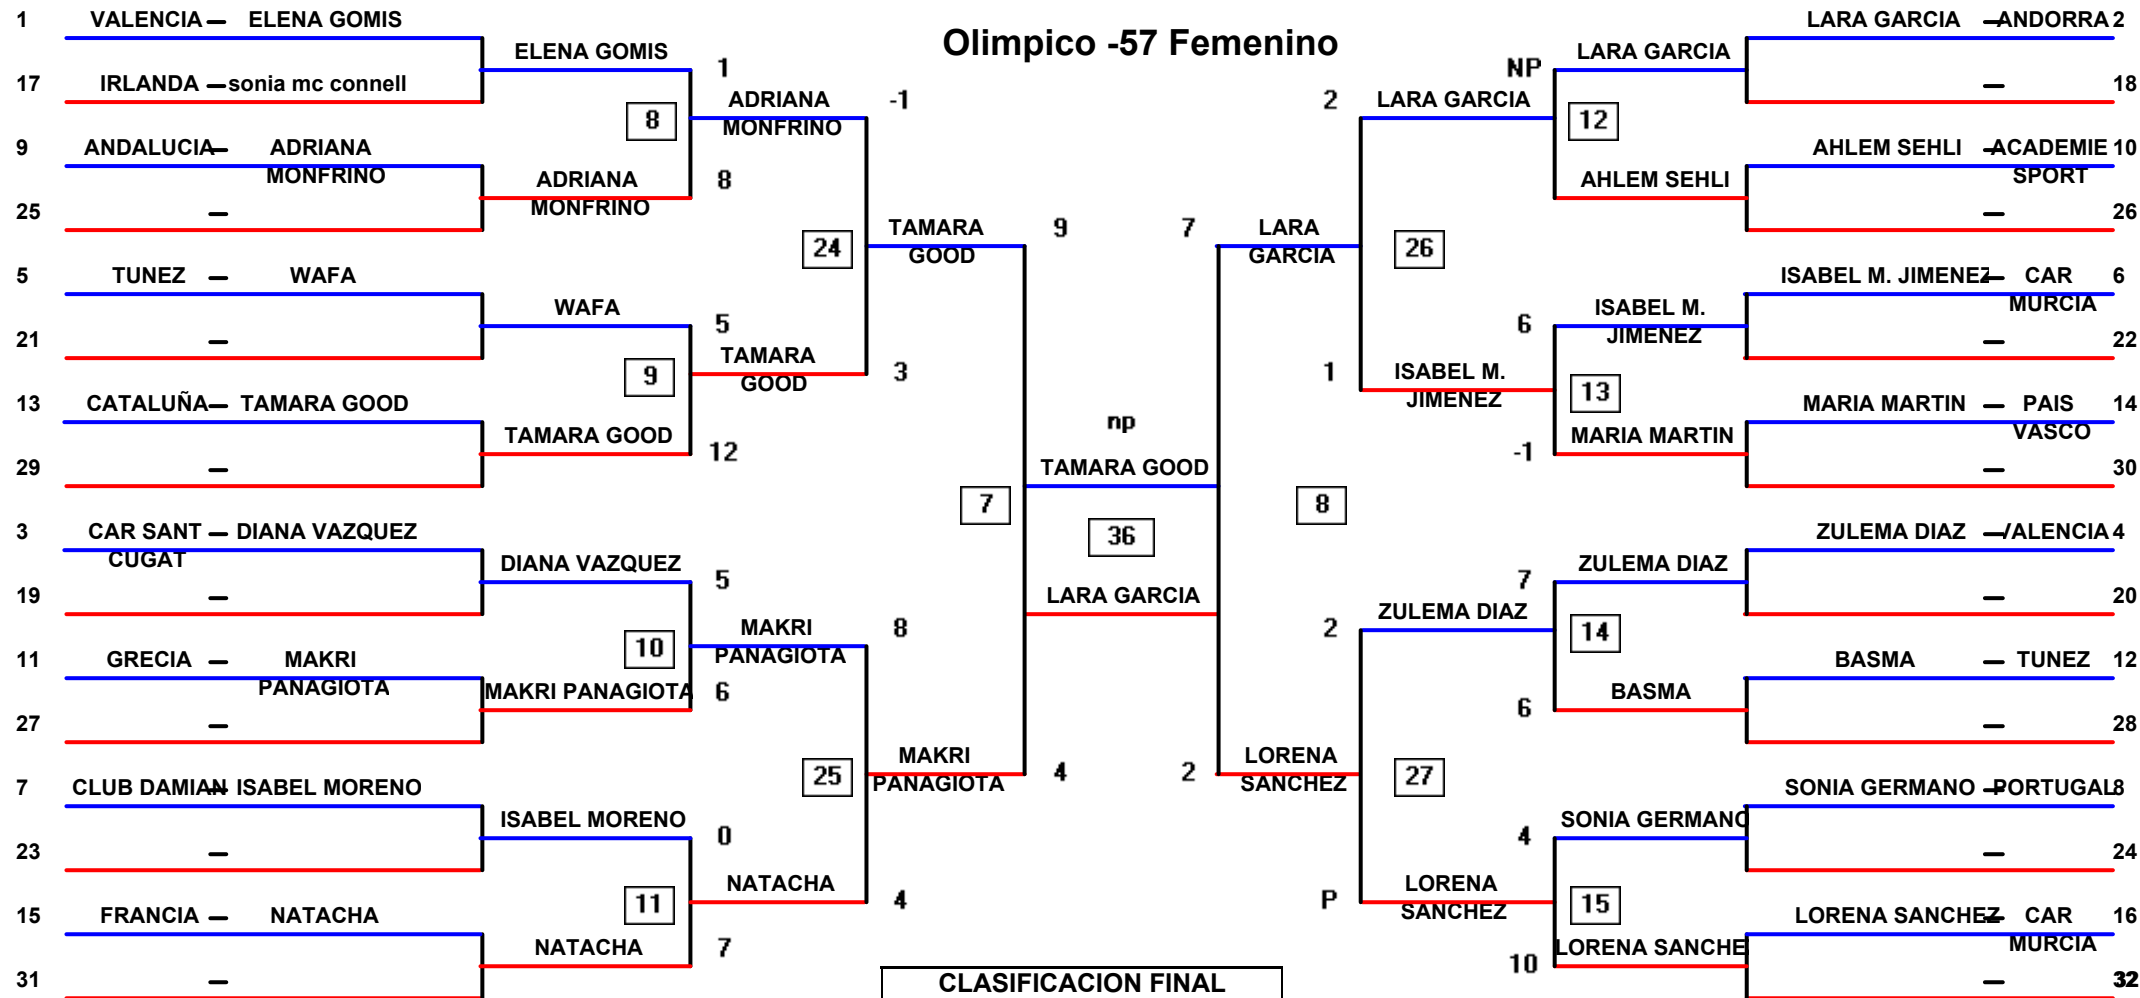 Olimpico -57 Femenino
1 VALENCIA — ELENA GOMIS
17 IRLANDA — sonia mc connell
9 ANDALUCIA — ADRIANA
MONFRINO
25 —
5 TUNEZ — WAFA
21 —
13 CATALUÑA — TAMARA GOOD
29 —
3 CAR SANT — DIANA VAZQUEZ
CUGAT
19 —
11 GRECIA — MAKRI
PANAGIOTA
27 —
7 CLUB DAMIAN — ISABEL MORENO
23 —
15 FRANCIA — NATACHA
31 —
ELENA GOMIS 1
8
ADRIANA
MONFRINO
8
WAFA 5
9
TAMARA GOOD 12
DIANA VAZQUEZ 5
10
MAKRI PANAGIOTA 6
ISABEL MORENO 0
11
NATACHA 7
ADRIANA
MONFRINO
-1
24
TAMARA
GOOD
3
MAKRI
PANAGIOTA
8
25
NATACHA 4
TAMARA
GOOD
9
7
MAKRI
PANAGIOTA
4
np
TAMARA GOOD
36
LARA GARCIA
7 LARA
GARCIA
8
2 LORENA
SANCHEZ
2 LARA GARCIA
26
1 ISABEL M.
JIMENEZ
2 ZULEMA DIAZ
27
P LORENA
SANCHEZ
NP LARA GARCIA
12
AHLEM SEHLI
6 ISABEL M.
JIMENEZ
13
-1 MARIA MARTIN
7 ZULEMA DIAZ
14
6 BASMA
4 SONIA GERMANO
15
10 LORENA SANCHE
LARA GARCIA — ANDORRA 2
— 18
AHLEM SEHLI — ACADEMIE 10
SPORT
— 26
ISABEL M. JIMENEZ — CAR 6
MURCIA
— 22
MARIA MARTIN — PAIS 14
VASCO
— 30
ZULEMA DIAZ — VALENCIA 4
— 20
BASMA — TUNEZ 12
— 28
SONIA GERMANO — PORTUGAL 8
— 24
LORENA SANCHEZ — CAR 16
MURCIA
— 32
CLASIFICACION FINAL